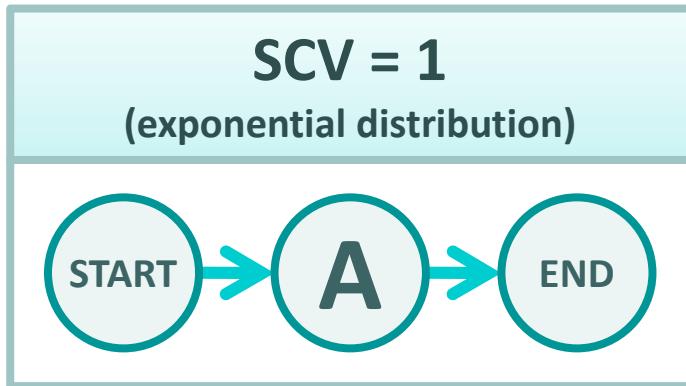 SCV = 1
(exponential distribution)
START A END